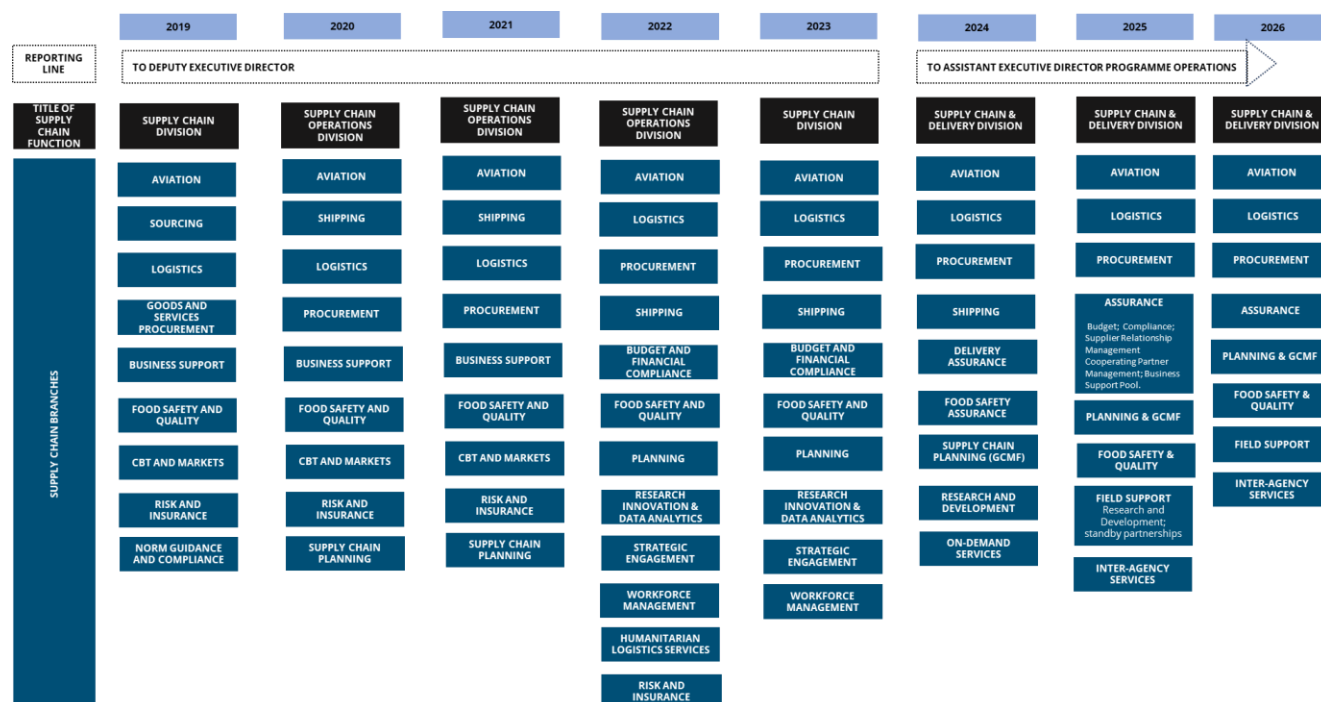 2019
2020
2021
2022
2023
2024
2025
2026
REPORTING
LINE
TO DEPUTY EXECUTIVE DIRECTOR
TO ASSISTANT EXECUTIVE DIRECTOR PROGRAMME OPERATIONS
TITLE OF
SUPPLY
CHAIN
FUNCTION
SUPPLY CHAIN
DIVISION
SUPPLY CHAIN
OPERATIONS
DIVISION
SUPPLY CHAIN
OPERATIONS
DIVISION
SUPPLY CHAIN
OPERATIONS
DIVISION
SUPPLY CHAIN
DIVISION
SUPPLY CHAIN &
DELIVERY DIVISION
SUPPLY CHAIN
& DELIVERY DIVISION
SUPPLY CHAIN
& DELIVERY DIVISION
SUPPLY CHAIN BRANCHES
AVIATION
SOURCING
LOGISTICS
GOODS AND
SERVICES
PROCUREMENT
BUSINESS SUPPORT
FOOD SAFETY AND
QUALITY
CBT AND MARKETS
RISK AND
INSURANCE
NORM GUIDANCE
AND COMPLIANCE
AVIATION
SHIPPING
LOGISTICS
PROCUREMENT
BUSINESS SUPPORT
FOOD SAFETY AND
QUALITY
CBT AND MARKETS
RISK AND
INSURANCE
SUPPLY CHAIN
PLANNING
AVIATION
SHIPPING
LOGISTICS
PROCUREMENT
BUSINESS SUPPORT
FOOD SAFETY AND
QUALITY
CBT AND MARKETS
RISK AND
INSURANCE
SUPPLY CHAIN
PLANNING
AVIATION
LOGISTICS
PROCUREMENT
SHIPPING
BUDGET AND
FINANCIAL
COMPLIANCE
FOOD SAFETY AND
QUALITY
PLANNING
RESEARCH
INNOVATION &
DATA ANALYTICS
STRATEGIC
ENGAGEMENT
WORKFORCE
MANAGEMENT
HUMANITARIAN
LOGISTICS SERVICES
RISK AND
INSURANCE
AVIATION
LOGISTICS
PROCUREMENT
SHIPPING
BUDGET AND
FINANCIAL
COMPLIANCE
FOOD SAFETY AND
QUALITY
PLANNING
RESEARCH
INNOVATION &
DATA ANALYTICS
STRATEGIC
ENGAGEMENT
WORKFORCE
MANAGEMENT
AVIATION
LOGISTICS
PROCUREMENT
SHIPPING
DELIVERY
ASSURANCE
FOOD SAFETY
ASSURANCE
SUPPLY CHAIN
PLANNING (GCMF)
RESEARCH AND
DEVELOPMENT
ON-DEMAND
SERVICES
AVIATION
LOGISTICS
PROCUREMENT
ASSURANCE
Budget; Compliance;
Supplier Relationship
Management
Cooperating Partner
Management; Business
Support Pool.
PLANNING & GCMF
FOOD SAFETY &
QUALITY
FIELD SUPPORT
Research and
Development;
standby partnerships
INTER-AGENCY
SERVICES
AVIATION
LOGISTICS
PROCUREMENT
ASSURANCE
PLANNING & GCMF
FOOD SAFETY &
QUALITY
FIELD SUPPORT
INTER-AGENCY
SERVICES